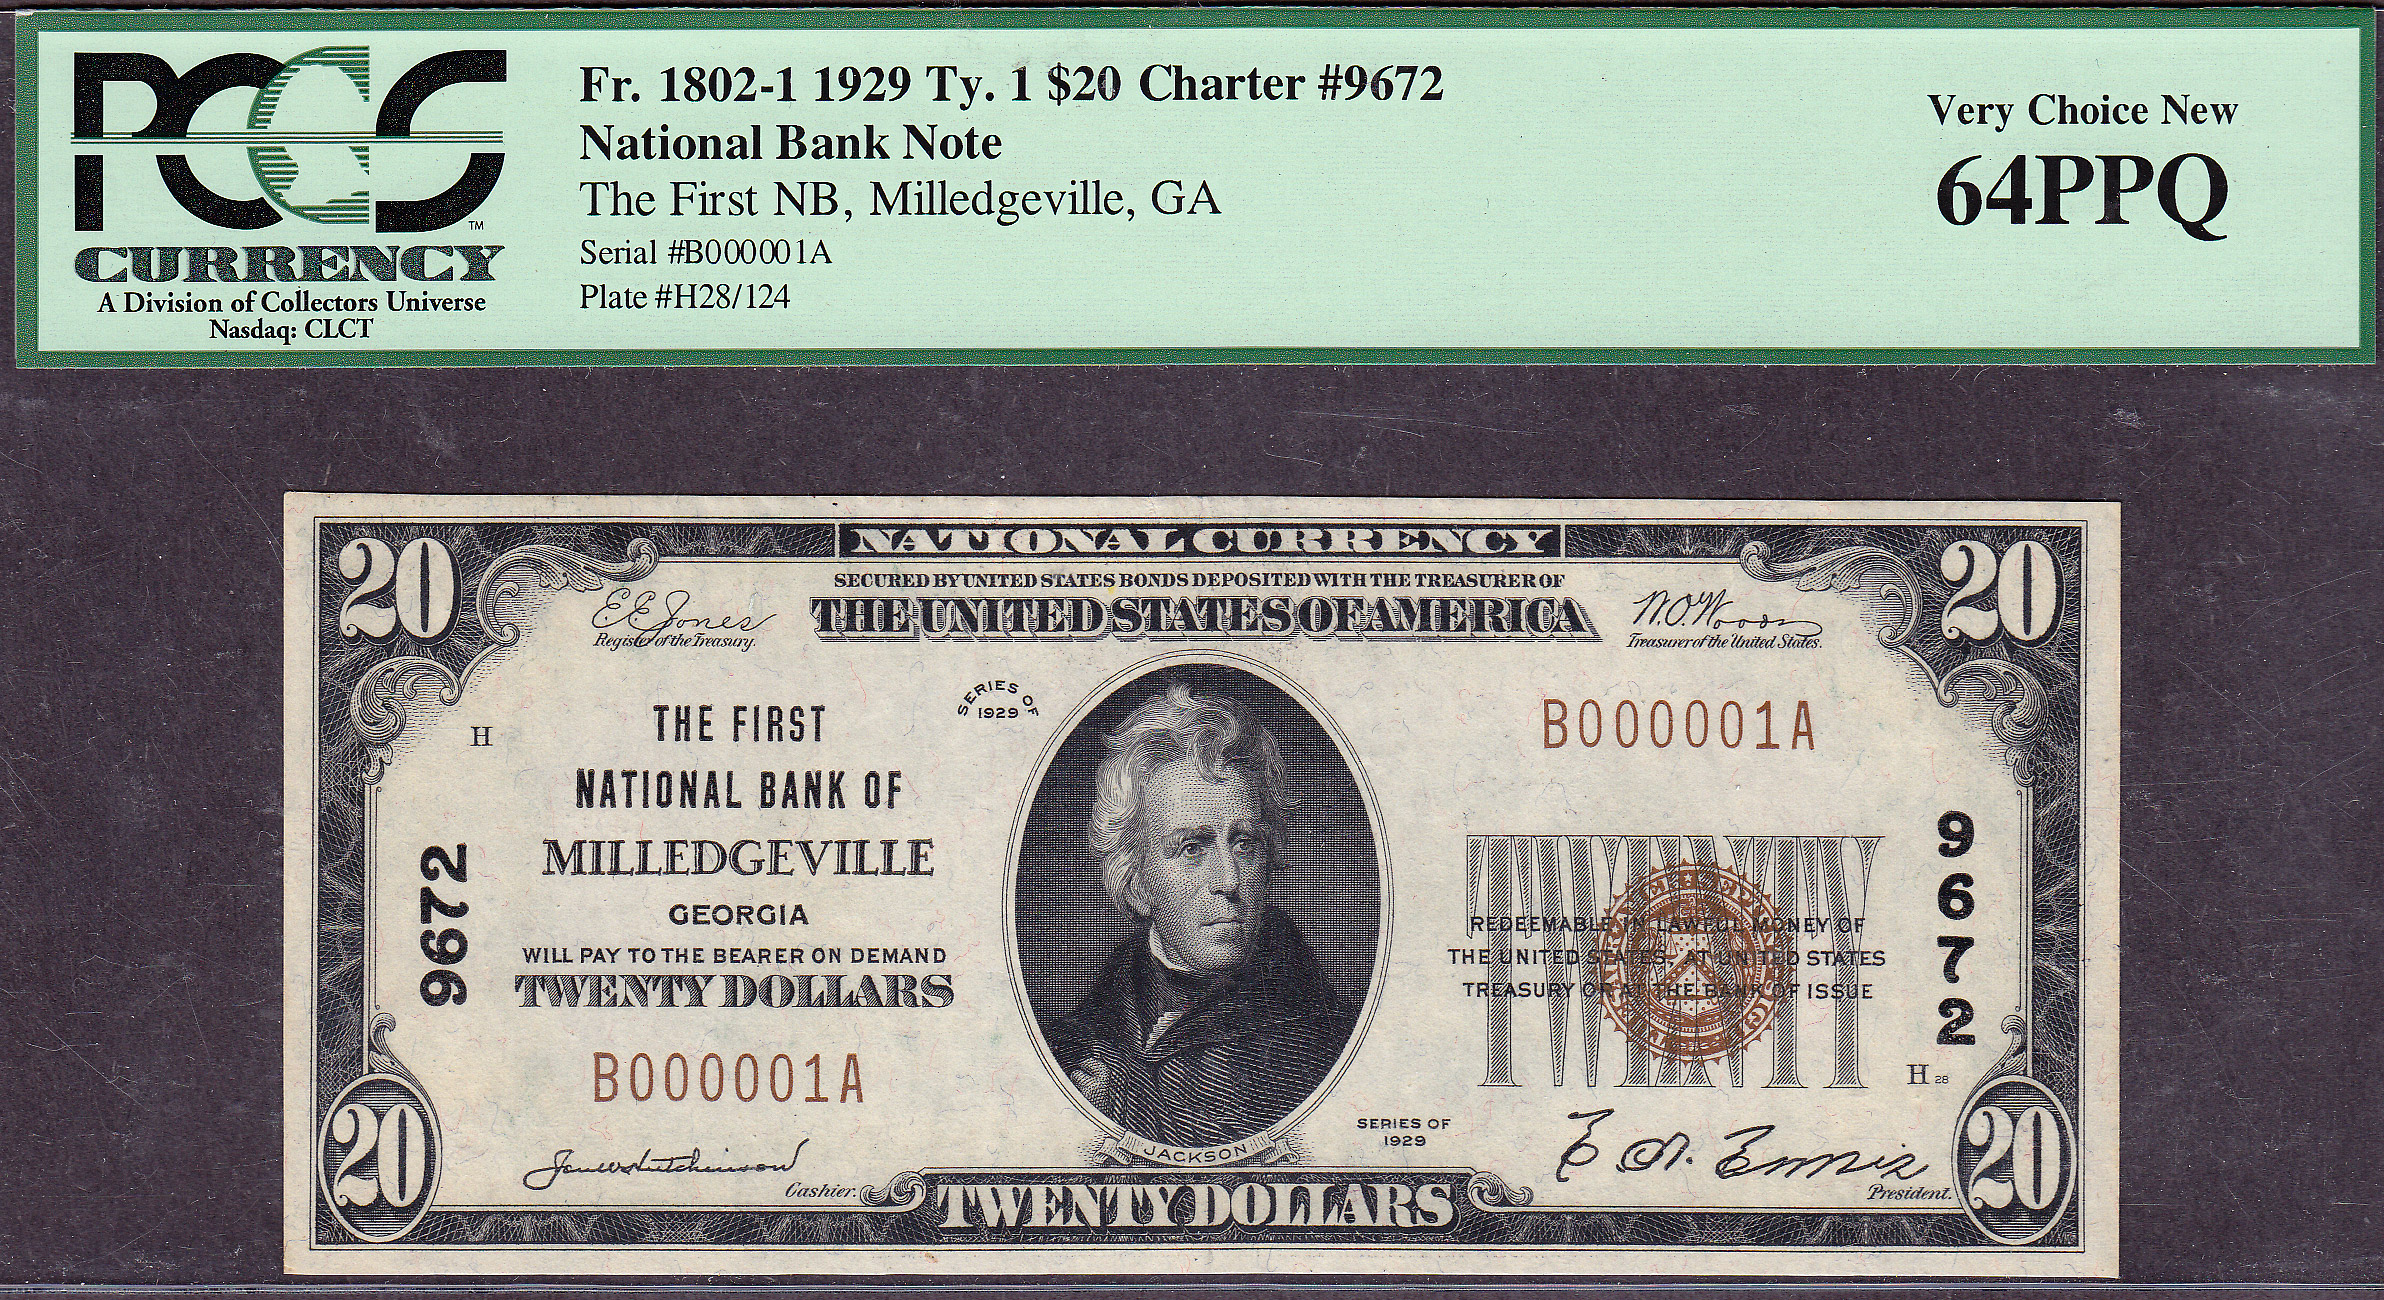 PCGS
™
CURRENCY
A Division of Collectors Universe
Nasdaq: CLCT
Fr. 1802-1 1929 Ty. 1 $20 Charter #9672
National Bank Note
The First NB, Milledgeville, GA
Serial #B000001A
Plate #H28/124
Very Choice New
64PPQ
20
NATIONAL CURRENCY
20
SECURED BY UNITED STATES BONDS DEPOSITED WITH THE TREASURER OF
THE UNITED STATES OF AMERICA
E.E. Jones
Register of the Treasury.
W.O. Woods
Treasurer of the United States.
SERIES OF
1929
H
THE FIRST
NATIONAL BANK OF
MILLEDGEVILLE
GEORGIA
WILL PAY TO THE BEARER ON DEMAND
TWENTY DOLLARS
B000001A
9672
B000001A
TWENTY
REDEEMABLE IN LAWFUL MONEY OF
THE UNITED STATES, AT UNITED STATES
TREASURY OR AT THE BANK OF ISSUE
9672
H 28
SERIES OF
1929
JACKSON
Cashier.
E. A. Ennis
President.
20
TWENTY DOLLARS
20